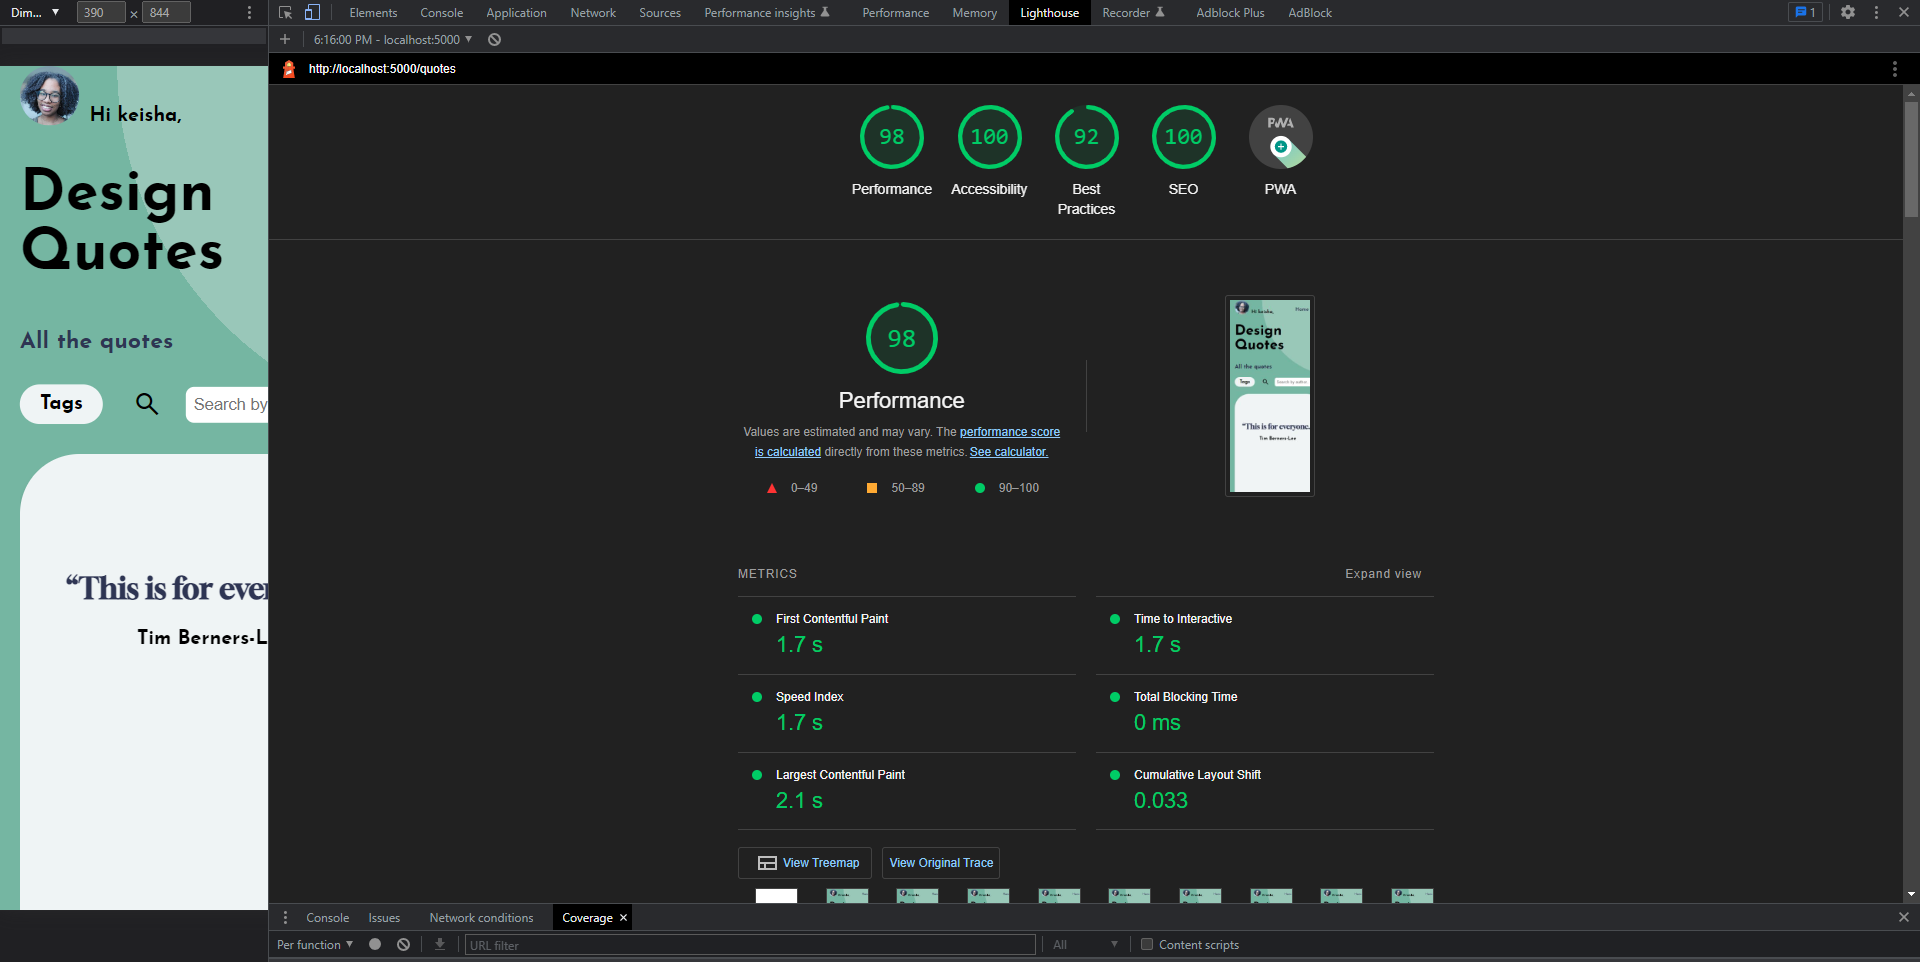 Dim... 390 × 844
Elements Console Application Network Sources Performance insights Performance Memory Lighthouse Recorder Adblock Plus AdBlock 1
6:16:00 PM - localhost:5000
http://localhost:5000/quotes
Hi keisha,
Design
Quotes
All the quotes
Tags
Search by
“This is for ever
Tim Berners-L
98 100 92 100 PWA
Performance Accessibility Best Practices SEO PWA
98
Performance
Values are estimated and may vary. The performance score
is calculated directly from these metrics. See calculator.
0–49 50–89 90–100
Hi keisha,
Home
Design
Quotes
All the quotes
Tags
Search by author
“This is for everyone.
Tim Berners-Lee
METRICS
Expand view
First Contentful Paint
1.7 s
Time to Interactive
1.7 s
Speed Index
1.7 s
Total Blocking Time
0 ms
Largest Contentful Paint
2.1 s
Cumulative Layout Shift
0.033
View Treemap
View Original Trace
Console Issues Network conditions Coverage
Per function URL filter All Content scripts